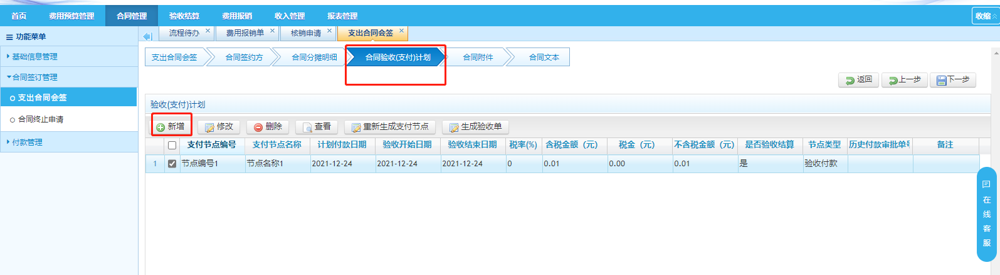 首页 费用预算管理 合同管理 验收结算 费用报销 收入管理 报表管理 收缩
功能菜单
流程待办 × 费用报销单 × 核销申请 × 支出合同会签 ×
基础信息管理
合同签订管理
支出合同会签
合同终止申请
付款管理
支出合同会签 合同签约方 合同分摊明细 合同验收(支付)计划 合同附件 合同文本
返回 上一步 下一步
验收(支付)计划
新增 修改 删除 查看 重新生成支付节点 生成验收单
支付节点编号 支付节点名称 计划付款日期 验收开始日期 验收结束日期 税率(%) 含税金额（元） 税金（元） 不含税金额（元） 是否验收结算 节点类型 历史付款审批单号 备注
1 节点编号1 节点名称1 2021-12-24 2021-12-24 2021-12-24 0 0.01 0.00 0.01 是 验收付款
在
线
客
服